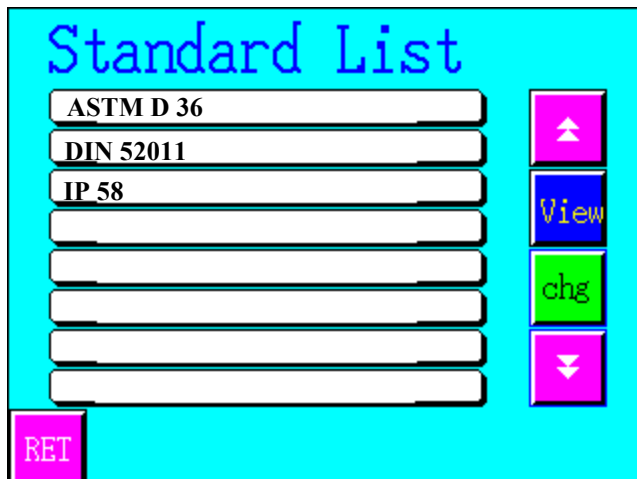 Standard List
ASTM D 36
DIN 52011
IP 58
View
chg
RET